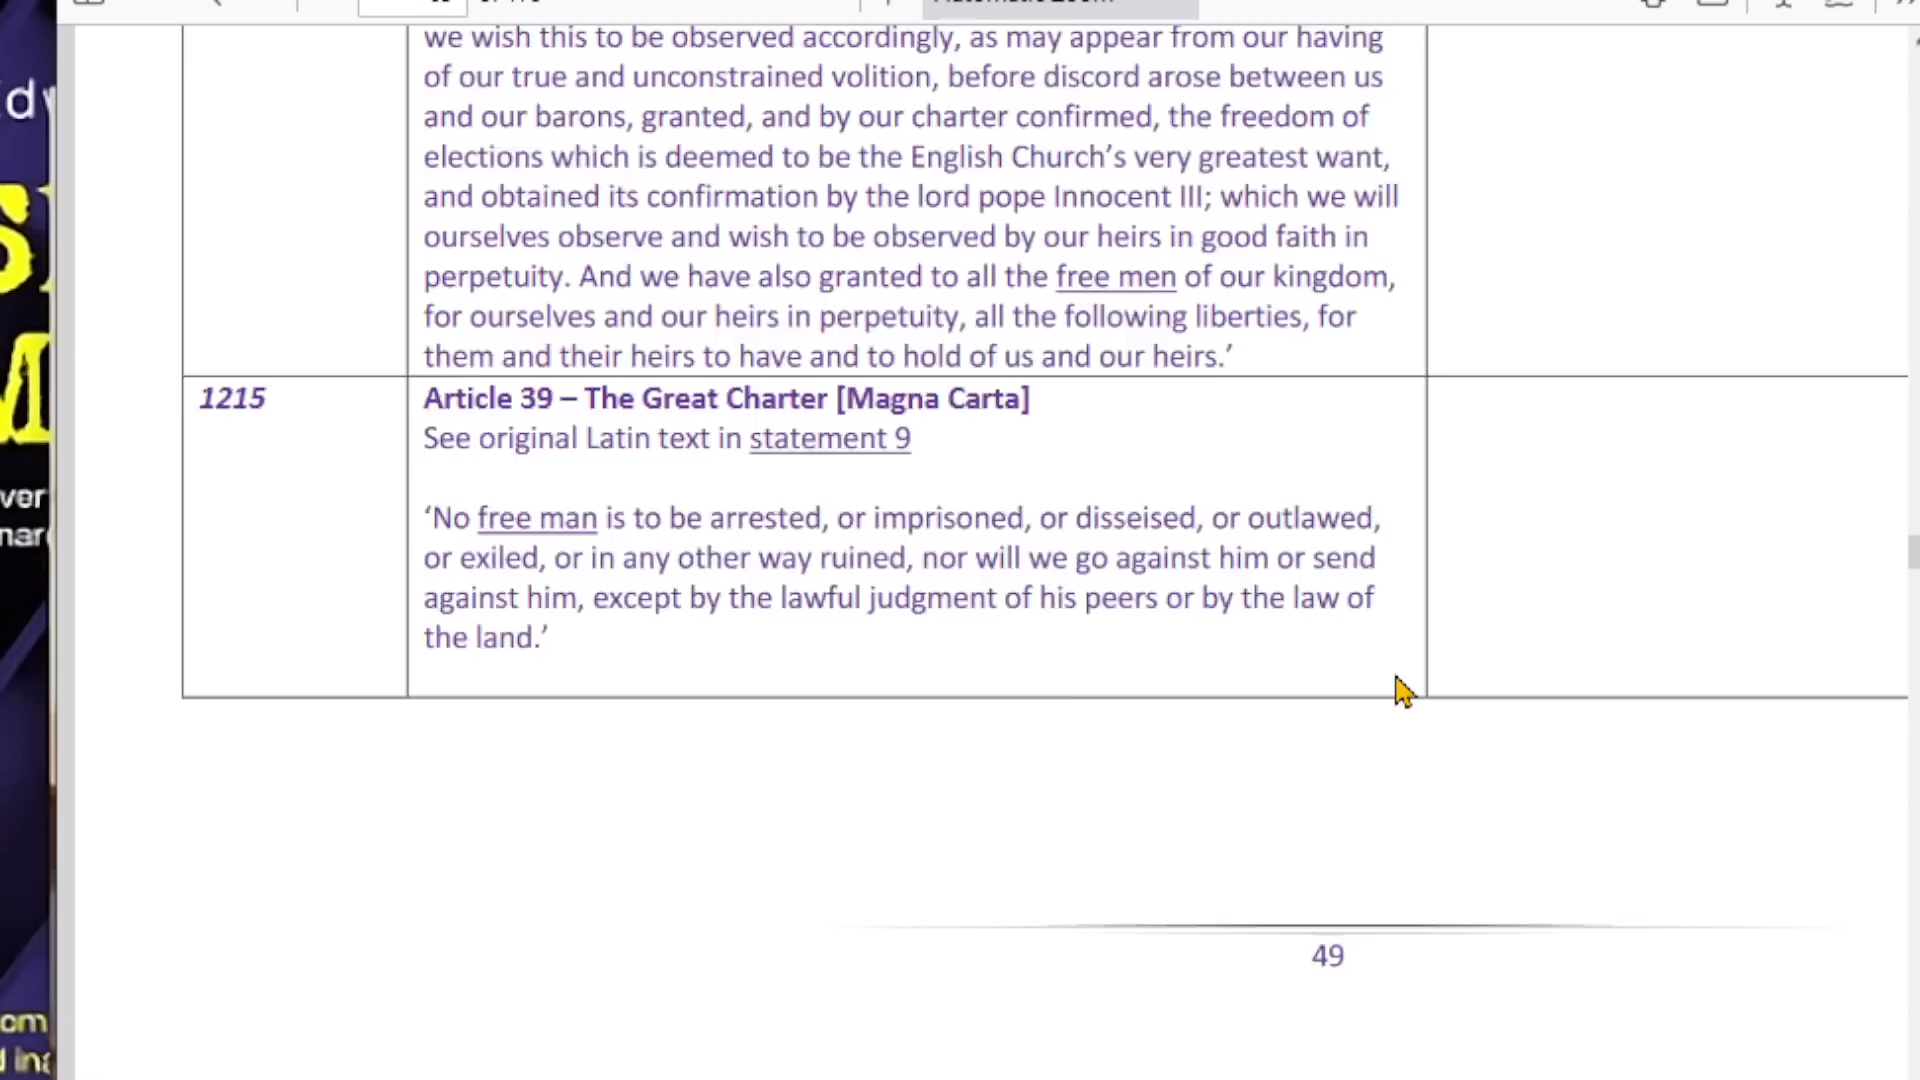 we wish this to be observed accordingly, as may appear from our having
of our true and unconstrained volition, before discord arose between us
and our barons, granted, and by our charter confirmed, the freedom of
elections which is deemed to be the English Church’s very greatest want,
and obtained its confirmation by the lord pope Innocent III; which we will
ourselves observe and wish to be observed by our heirs in good faith in
perpetuity. And we have also granted to all the free men of our kingdom,
for ourselves and our heirs in perpetuity, all the following liberties, for
them and their heirs to have and to hold of us and our heirs.’
1215
Article 39 – The Great Charter [Magna Carta]
See original Latin text in statement 9
‘No free man is to be arrested, or imprisoned, or disseised, or outlawed,
or exiled, or in any other way ruined, nor will we go against him or send
against him, except by the lawful judgment of his peers or by the law of
the land.’
49